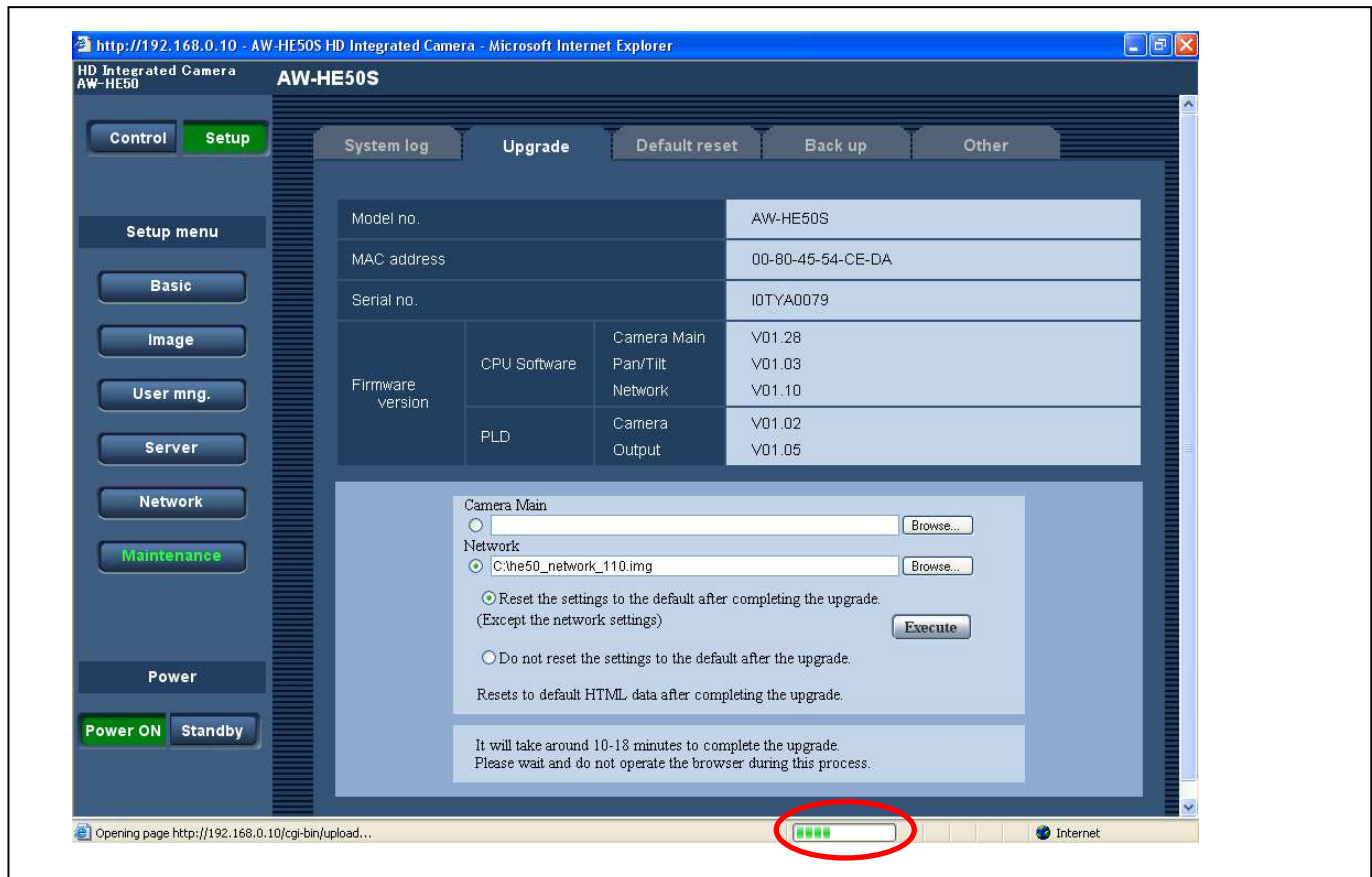 http://192.168.0.10 - AW-HE50S HD Integrated Camera - Microsoft Internet Explorer
HD Integrated Camera
AW-HE50
AW-HE50S
Control
Setup
System log
Upgrade
Default reset
Back up
Other
Setup menu
Basic
Image
User mng.
Server
Network
Maintenance
Power
Power ON
Standby
Model no.
AW-HE50S
MAC address
00-80-45-54-CE-DA
Serial no.
I0TYA0079
Firmware
version
CPU Software
Camera Main
V01.28
Pan/Tilt
V01.03
Network
V01.10
PLD
Camera
V01.02
Output
V01.05
Camera Main
Browse...
Network
C:\he50_network_110.img
Browse...
Reset the settings to the default after completing the upgrade.
(Except the network settings)
Execute
Do not reset the settings to the default after the upgrade.
Resets to default HTML data after completing the upgrade.
It will take around 10-18 minutes to complete the upgrade.
Please wait and do not operate the browser during this process.
Opening page http://192.168.0.10/cgi-bin/upload...
Internet